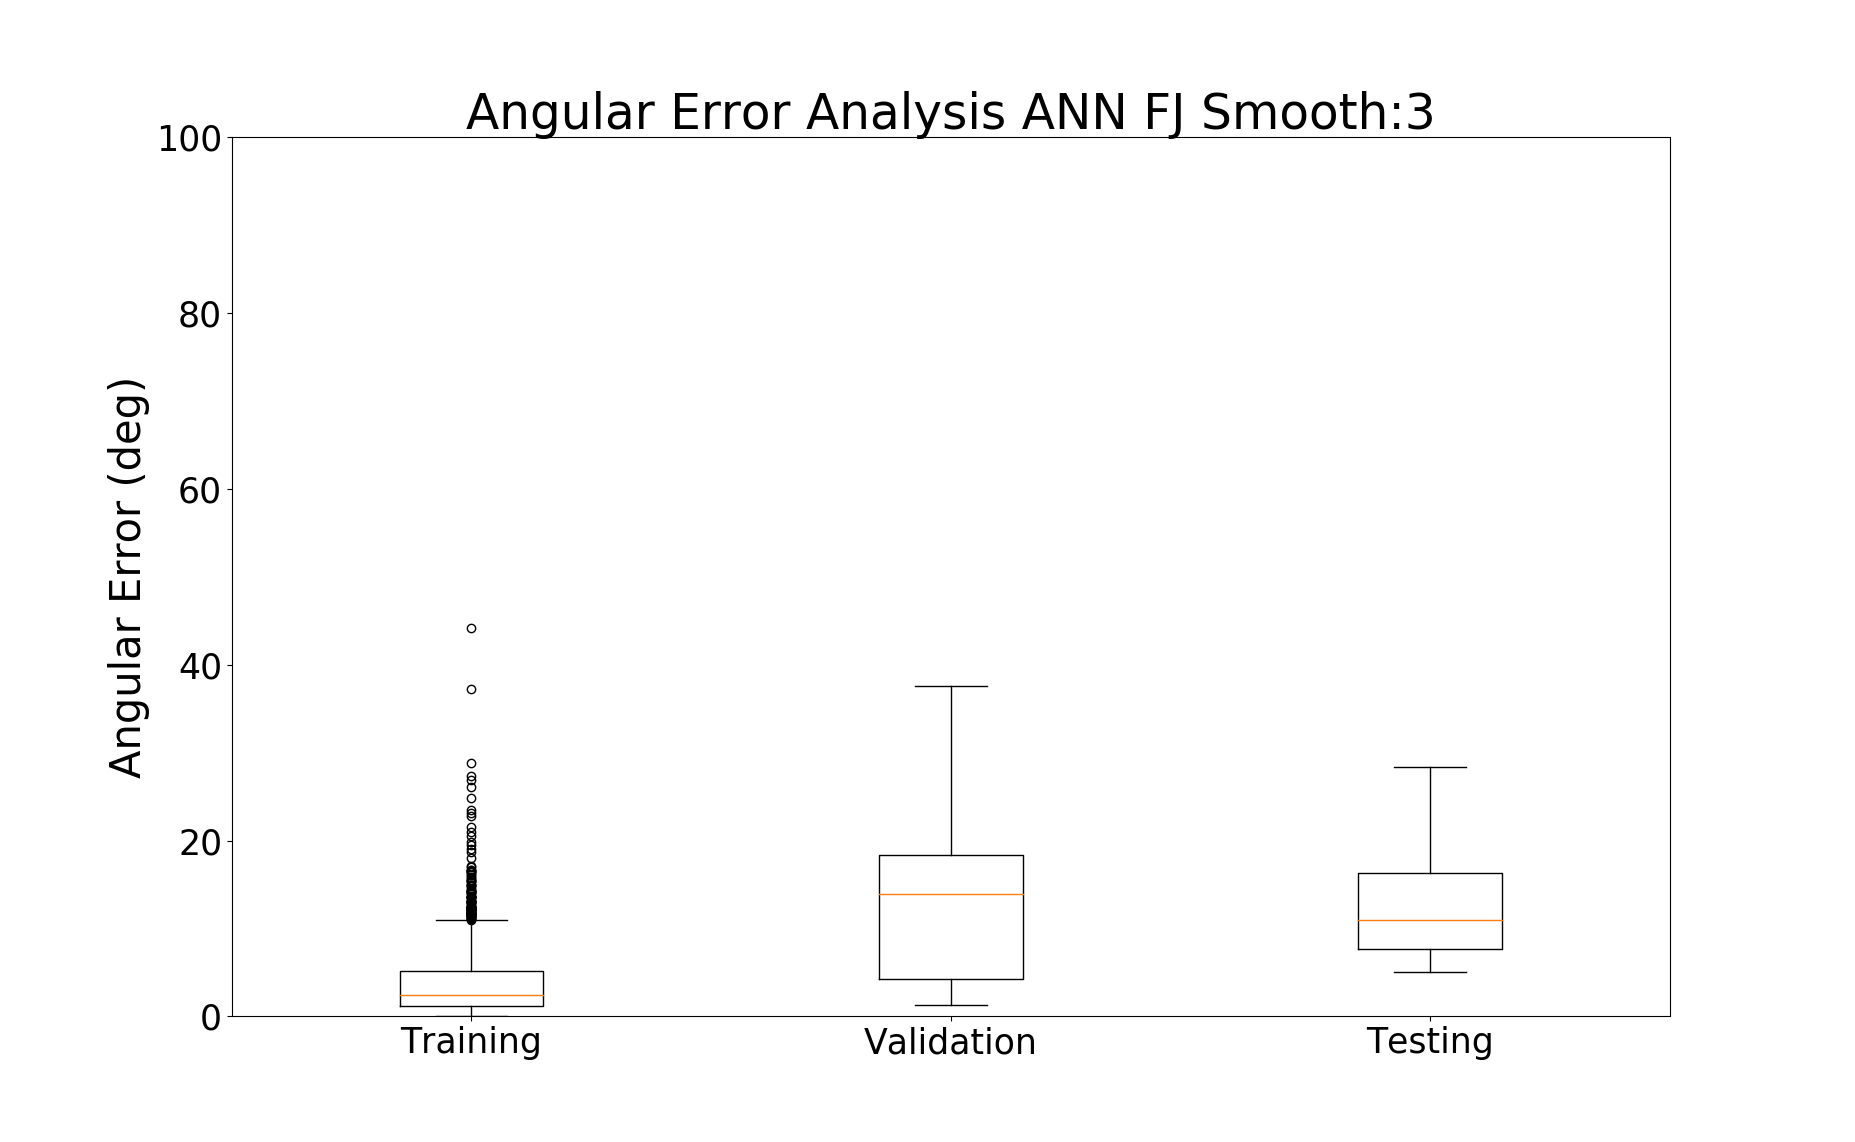 Angular Error Analysis ANN FJ Smooth:3
100
80
60
40
20
0
Angular Error (deg)
Training
Validation
Testing